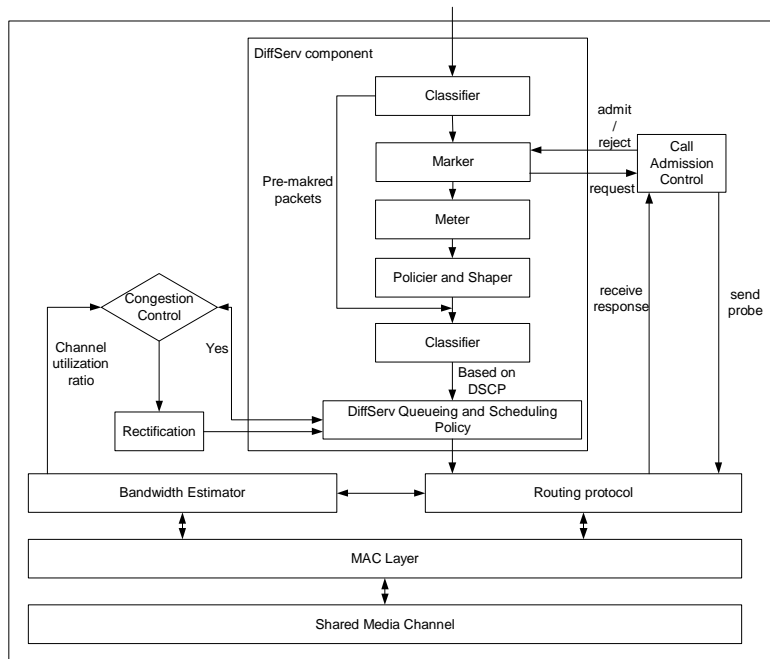 DiffServ component
Classifier
admit
/
reject
Call
Admission
Control
Marker
Pre-makred
packets
request
Meter
Policier and Shaper
receive
response
send
probe
Congestion
Control
Classifier
Channel
utilization
ratio
Yes
Based on
DSCP
DiffServ Queueing and Scheduling
Policy
Rectification
Bandwidth Estimator
Routing protocol
MAC Layer
Shared Media Channel